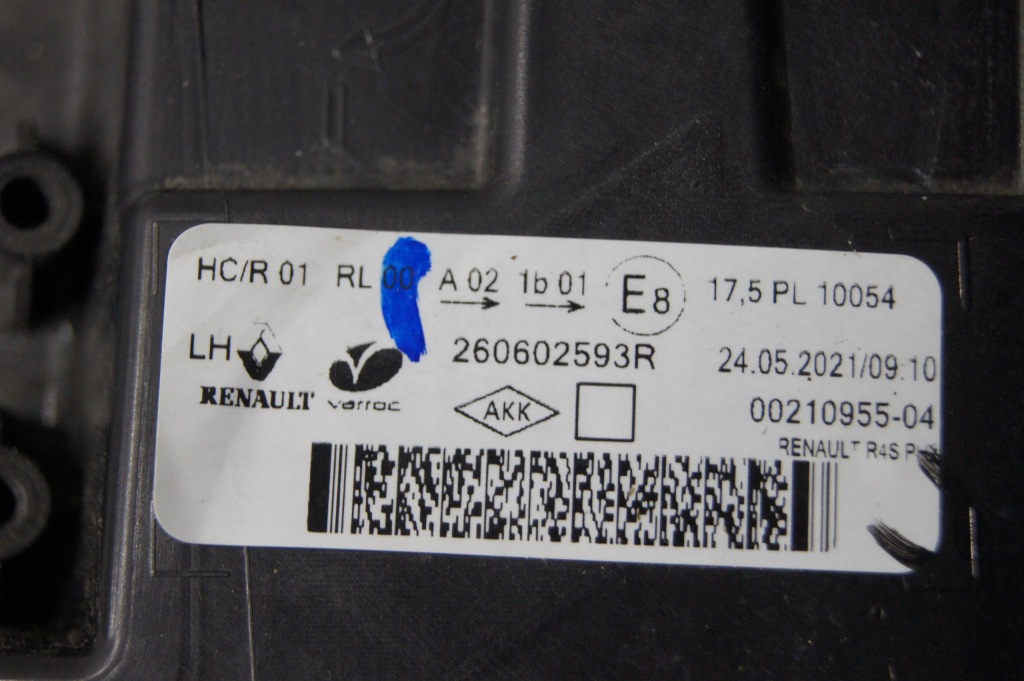 HC/R 01 RL 00 A 02 1b 01 E8 17,5 PL 10054
LH RENAULT varroc 260602593R 24.05.2021/09:10
AKK 00210955-04
RENAULT R4S